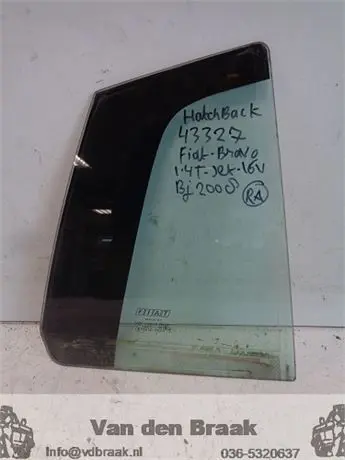 HatchBack
43327
Fiat-Bravo
1.4T-Jet-16V
Bj 2008
RA
FIAT
Van den Braak
info@vdbraak.nl
036-5320637